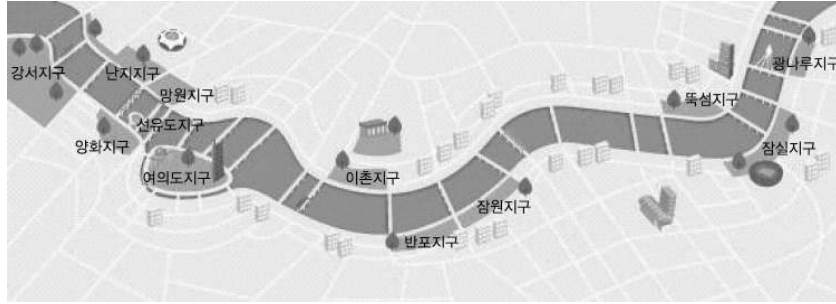 강서지구
난지지구
망원지구
선유도지구
양화지구
여의도지구
이촌지구
반포지구
잠원지구
뚝섬지구
광나루지구
잠실지구